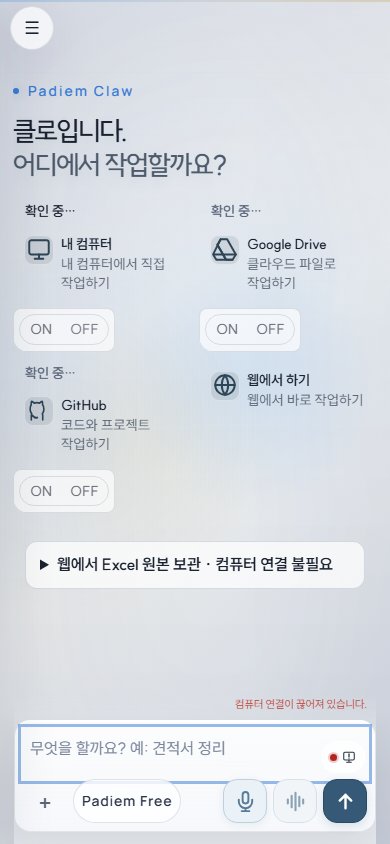 Padiem Claw
클로입니다.
어디에서 작업할까요?
확인 중…
내 컴퓨터
내 컴퓨터에서 직접
작업하기
ON OFF
확인 중…
Google Drive
클라우드 파일로
작업하기
ON OFF
확인 중…
GitHub
코드와 프로젝트
작업하기
ON OFF
웹에서 하기
웹에서 바로 작업하기
▶ 웹에서 Excel 원본 보관 · 컴퓨터 연결 불필요
컴퓨터 연결이 끊어져 있습니다.
무엇을 할까요? 예: 견적서 정리
+ Padiem Free